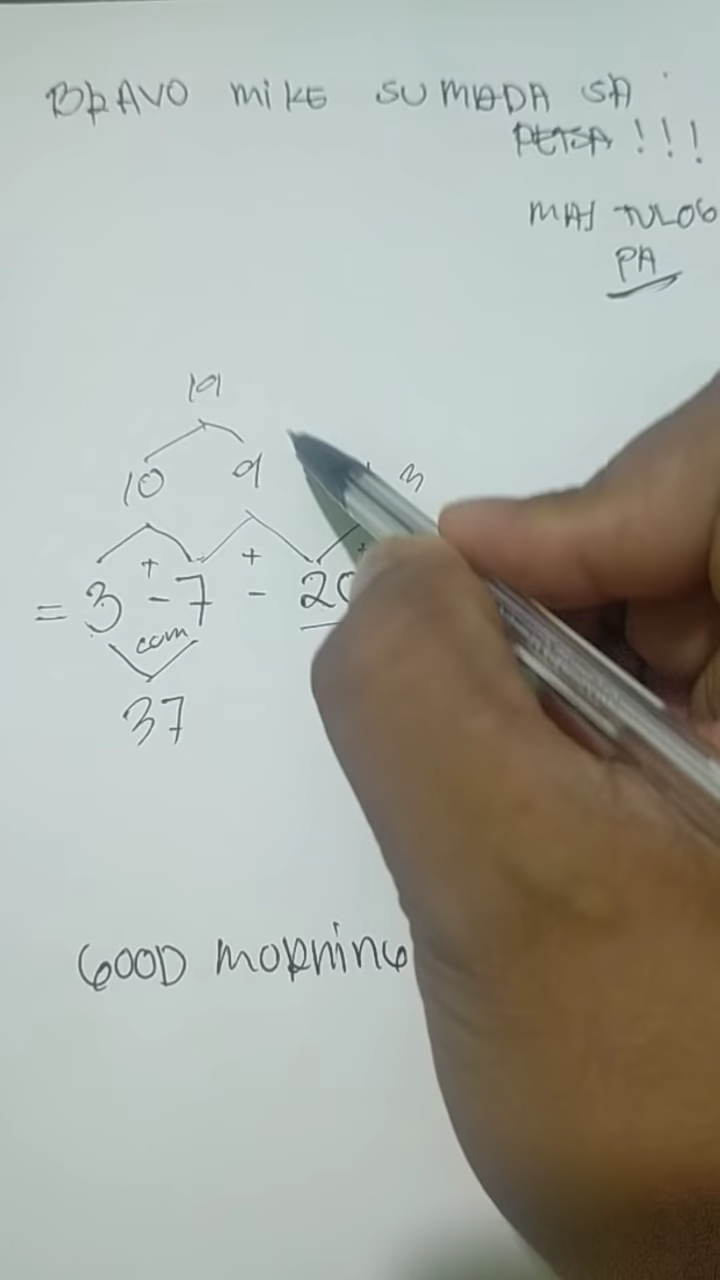 BRAVO MIKE SUMADA SA
PETSA!!!
MAY TULOG
PA
19
10 9 3
+ +
= 3 - 7 - 20
com
37
GOOD MORNING